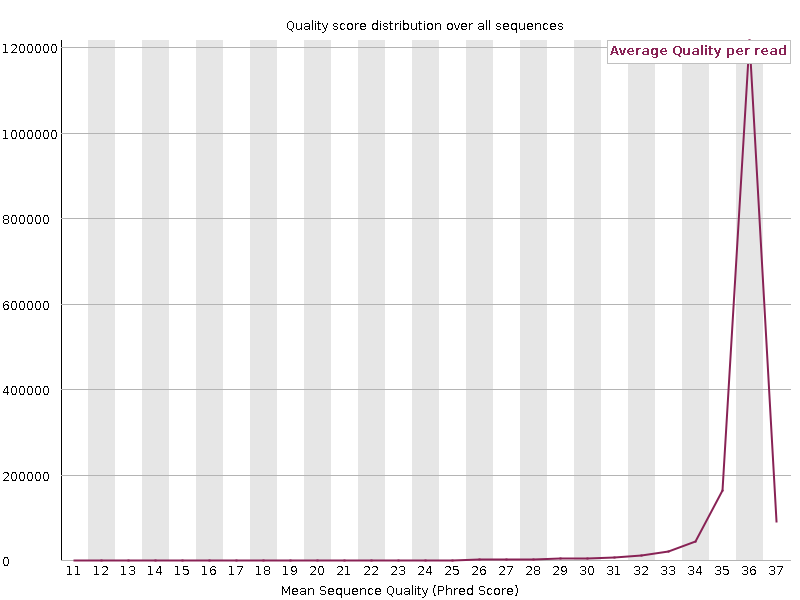 Quality score distribution over all sequences
Average Quality per read
1200000
1000000
800000
600000
400000
200000
0
11 12 13 14 15 16 17 18 19 20 21 22 23 24 25 26 27 28 29 30 31 32 33 34 35 36 37
Mean Sequence Quality (Phred Score)